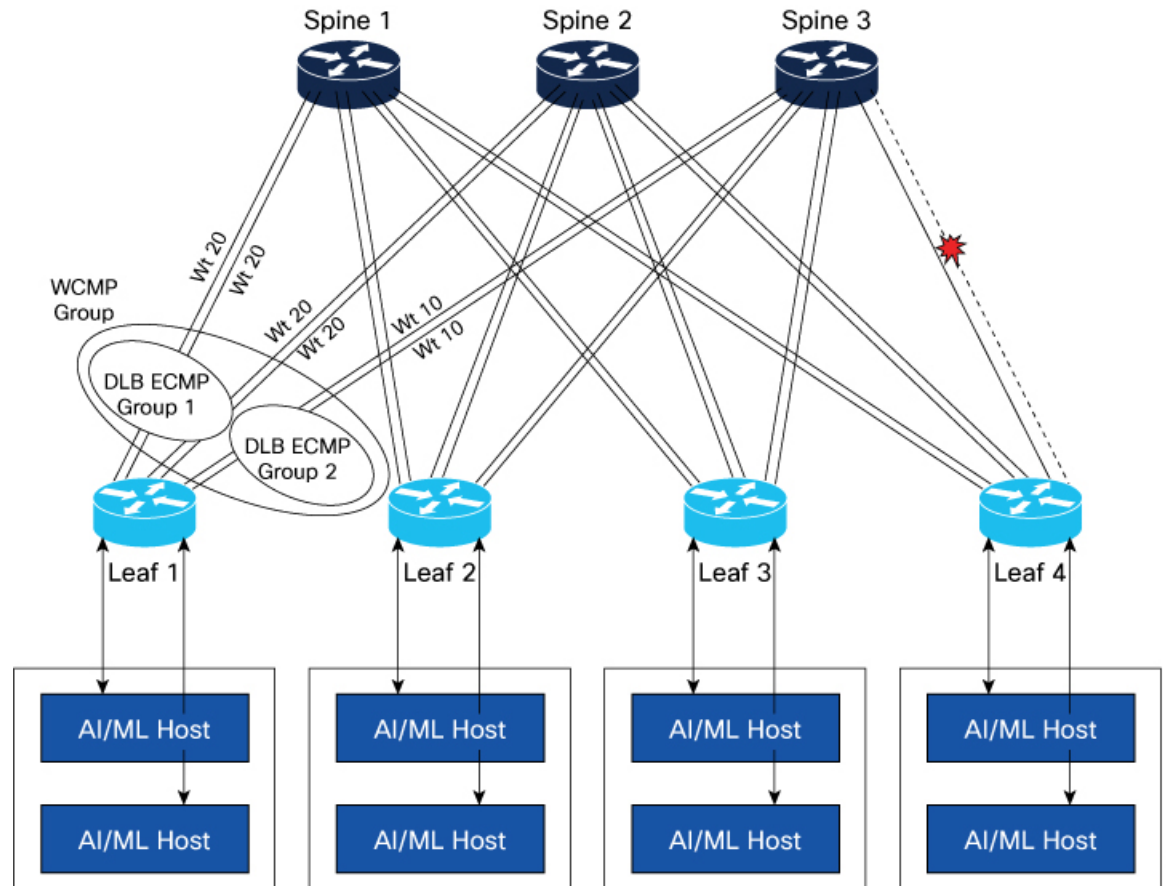 Spine 1
Spine 2
Spine 3
Wt 20
Wt 20
WCMP
Group
Wt 20
Wt 20
Wt 10
Wt 10
DLB ECMP
Group 1
DLB ECMP
Group 2
Leaf 1
Leaf 2
Leaf 3
Leaf 4
AI/ML Host
AI/ML Host
AI/ML Host
AI/ML Host
AI/ML Host
AI/ML Host
AI/ML Host
AI/ML Host